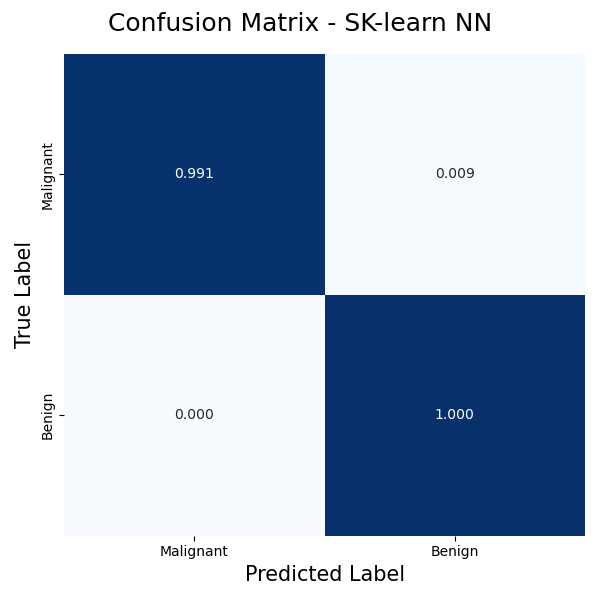 Confusion Matrix - SK-learn NN
True Label
Malignant
0.991 0.009
Benign
0.000 1.000
Malignant Benign
Predicted Label